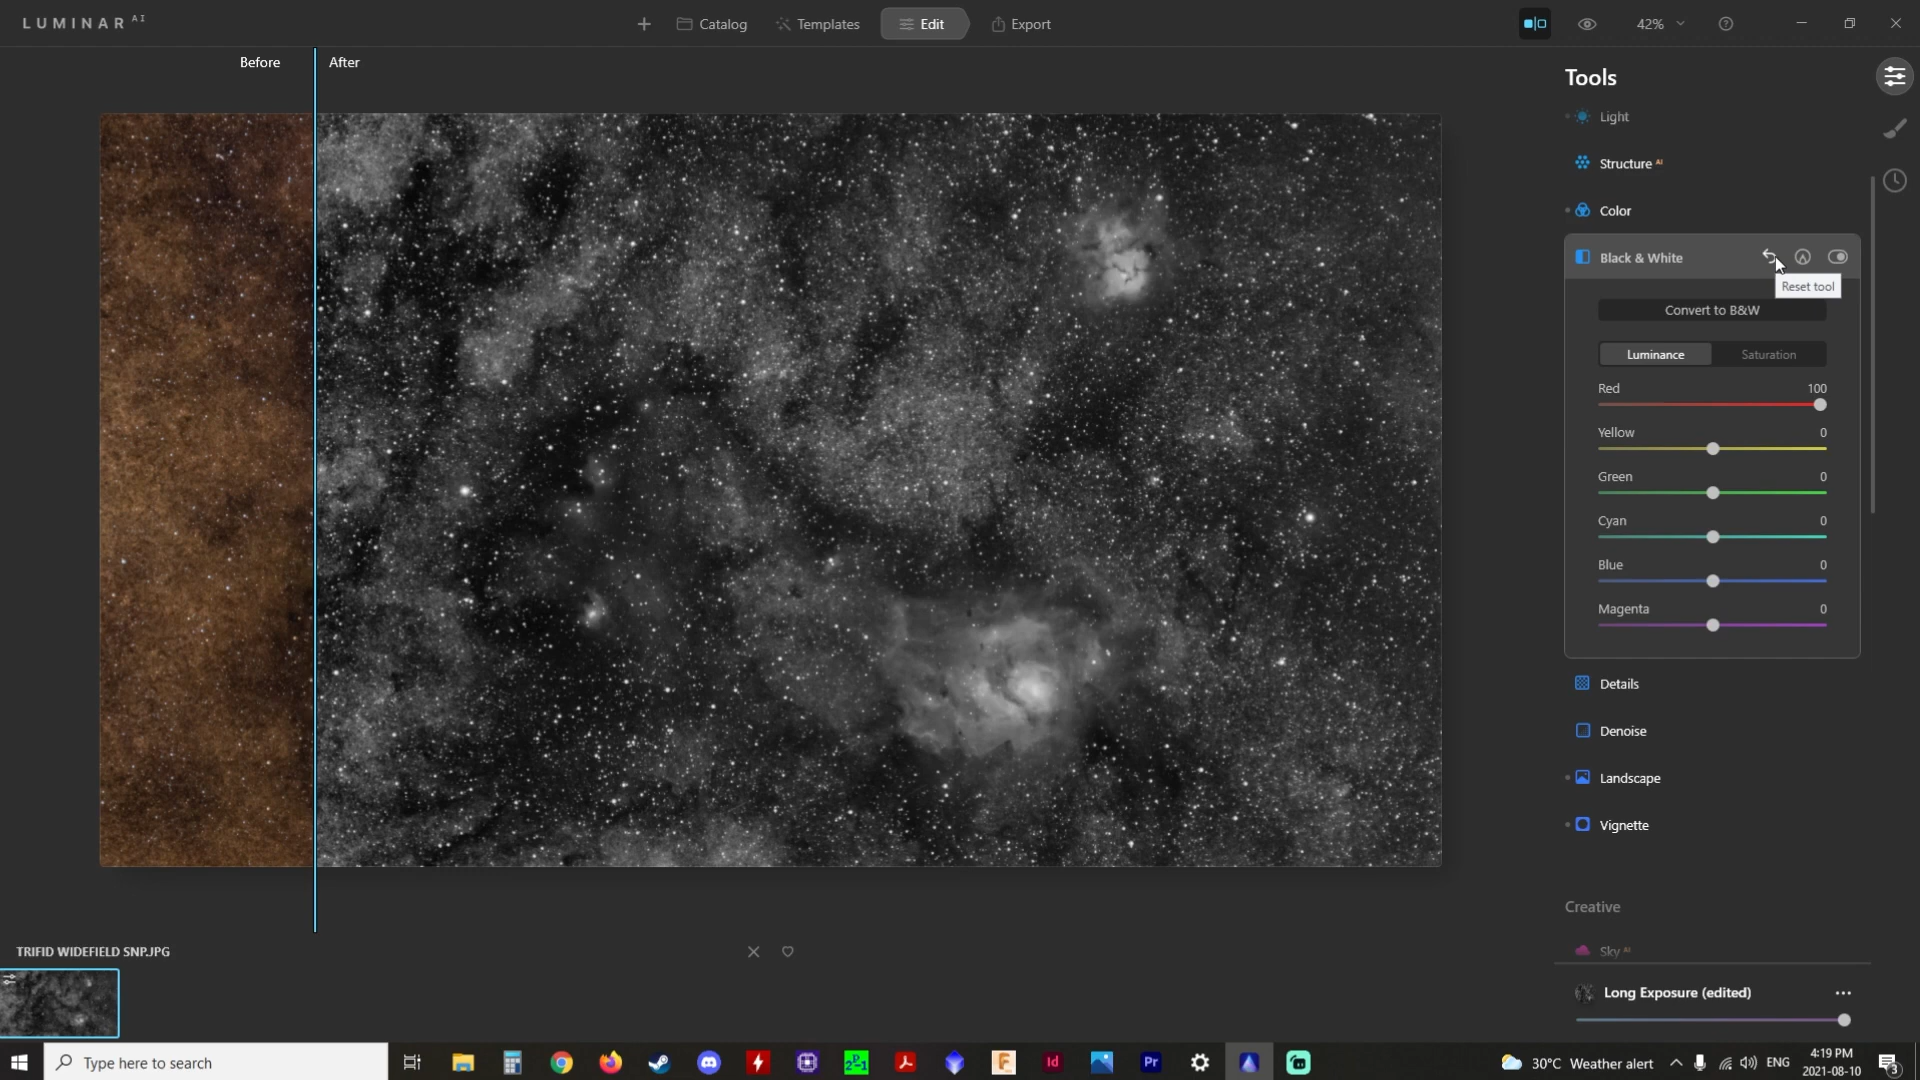 LUMINAR AI
Catalog
Templates
Edit
Export
42%
Before
After
Tools
Light
Structure AI
Color
Black & White
Reset tool
Convert to B&W
Luminance
Saturation
Red 100
Yellow 0
Green 0
Cyan 0
Blue 0
Magenta 0
Details
Denoise
Landscape
Vignette
Creative
Sky AI
TRIFID WIDEFIELD SNP.JPG
Long Exposure (edited)
Type here to search
Id
Pr
30°C Weather alert
ENG
4:19 PM
2021-08-10
3